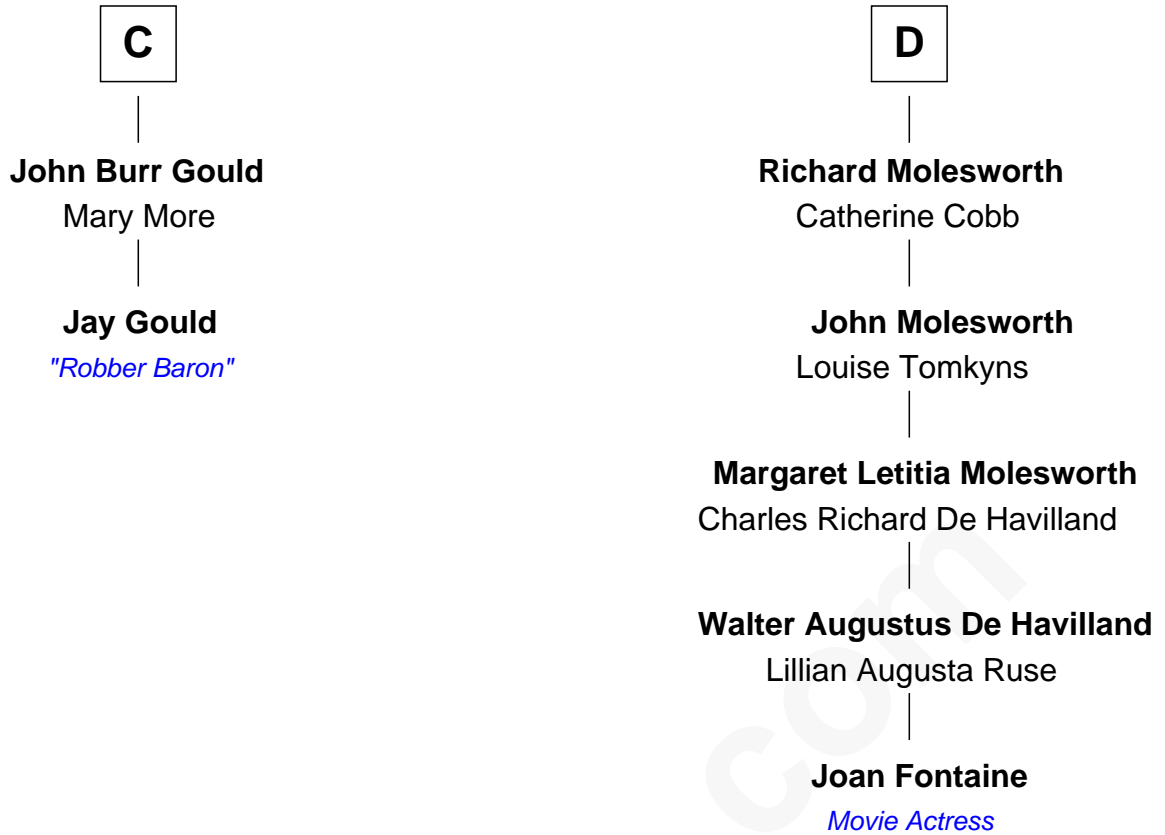 C
John Burr Gould
Mary More
Jay Gould
"Robber Baron"
D
Richard Molesworth
Catherine Cobb
John Molesworth
Louise Tomkyns
Margaret Letitia Molesworth
Charles Richard De Havilland
Walter Augustus De Havilland
Lillian Augusta Ruse
Joan Fontaine
Movie Actress
com